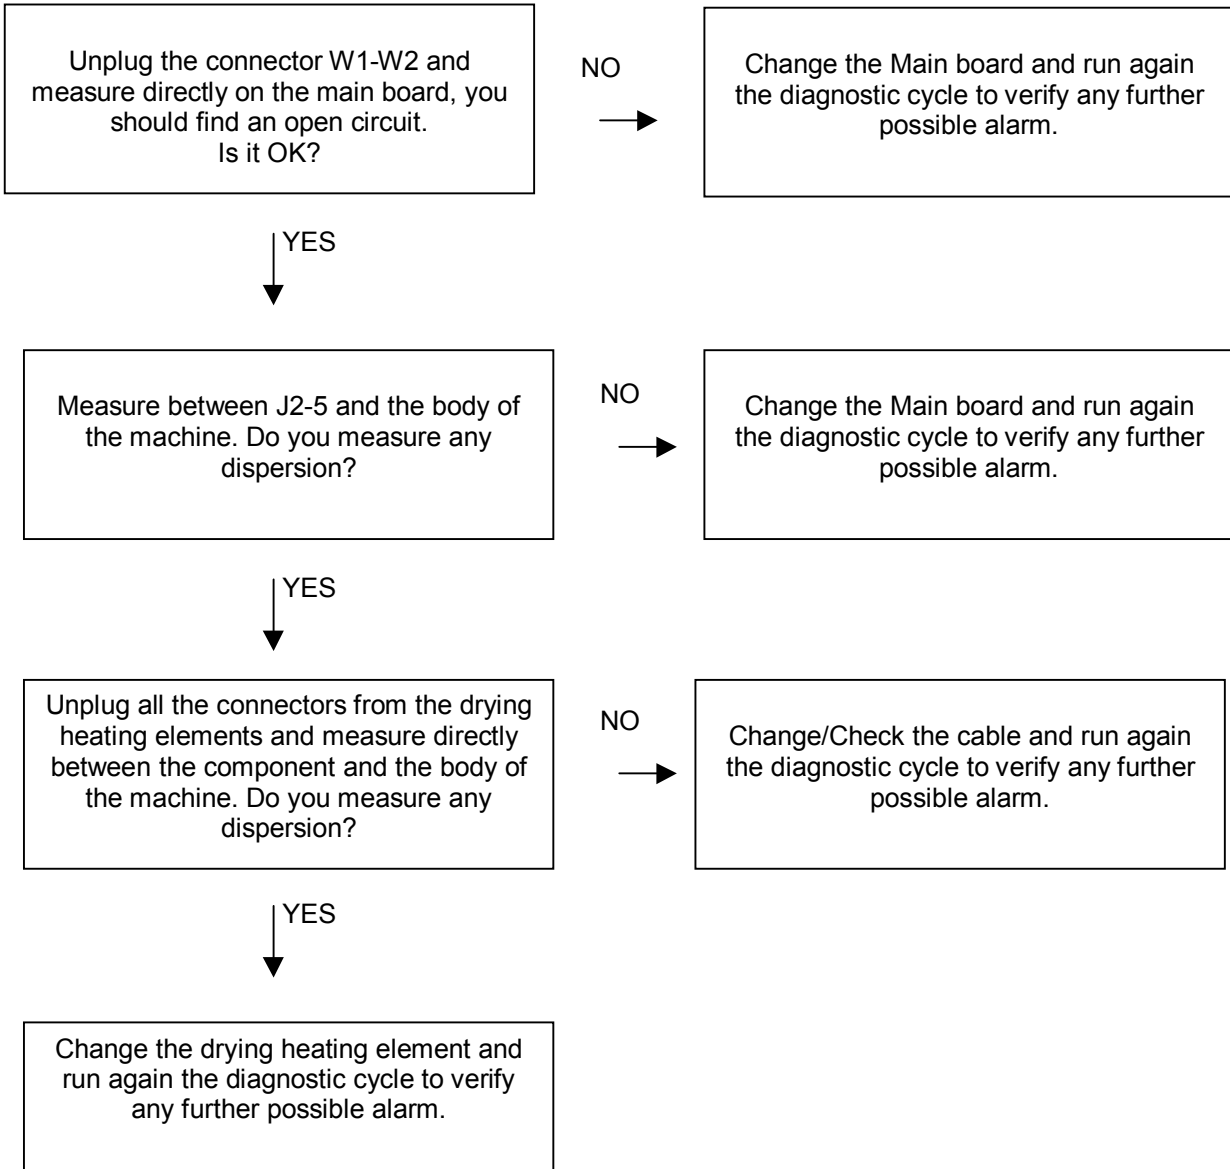 Unplug the connector W1-W2 and
measure directly on the main board, you
should find an open circuit.
Is it OK?
NO
Change the Main board and run again
the diagnostic cycle to verify any further
possible alarm.
YES
Measure between J2-5 and the body of
the machine. Do you measure any
dispersion?
NO
Change the Main board and run again
the diagnostic cycle to verify any further
possible alarm.
YES
Unplug all the connectors from the drying
heating elements and measure directly
between the component and the body of
the machine. Do you measure any
dispersion?
NO
Change/Check the cable and run again
the diagnostic cycle to verify any further
possible alarm.
YES
Change the drying heating element and
run again the diagnostic cycle to verify
any further possible alarm.